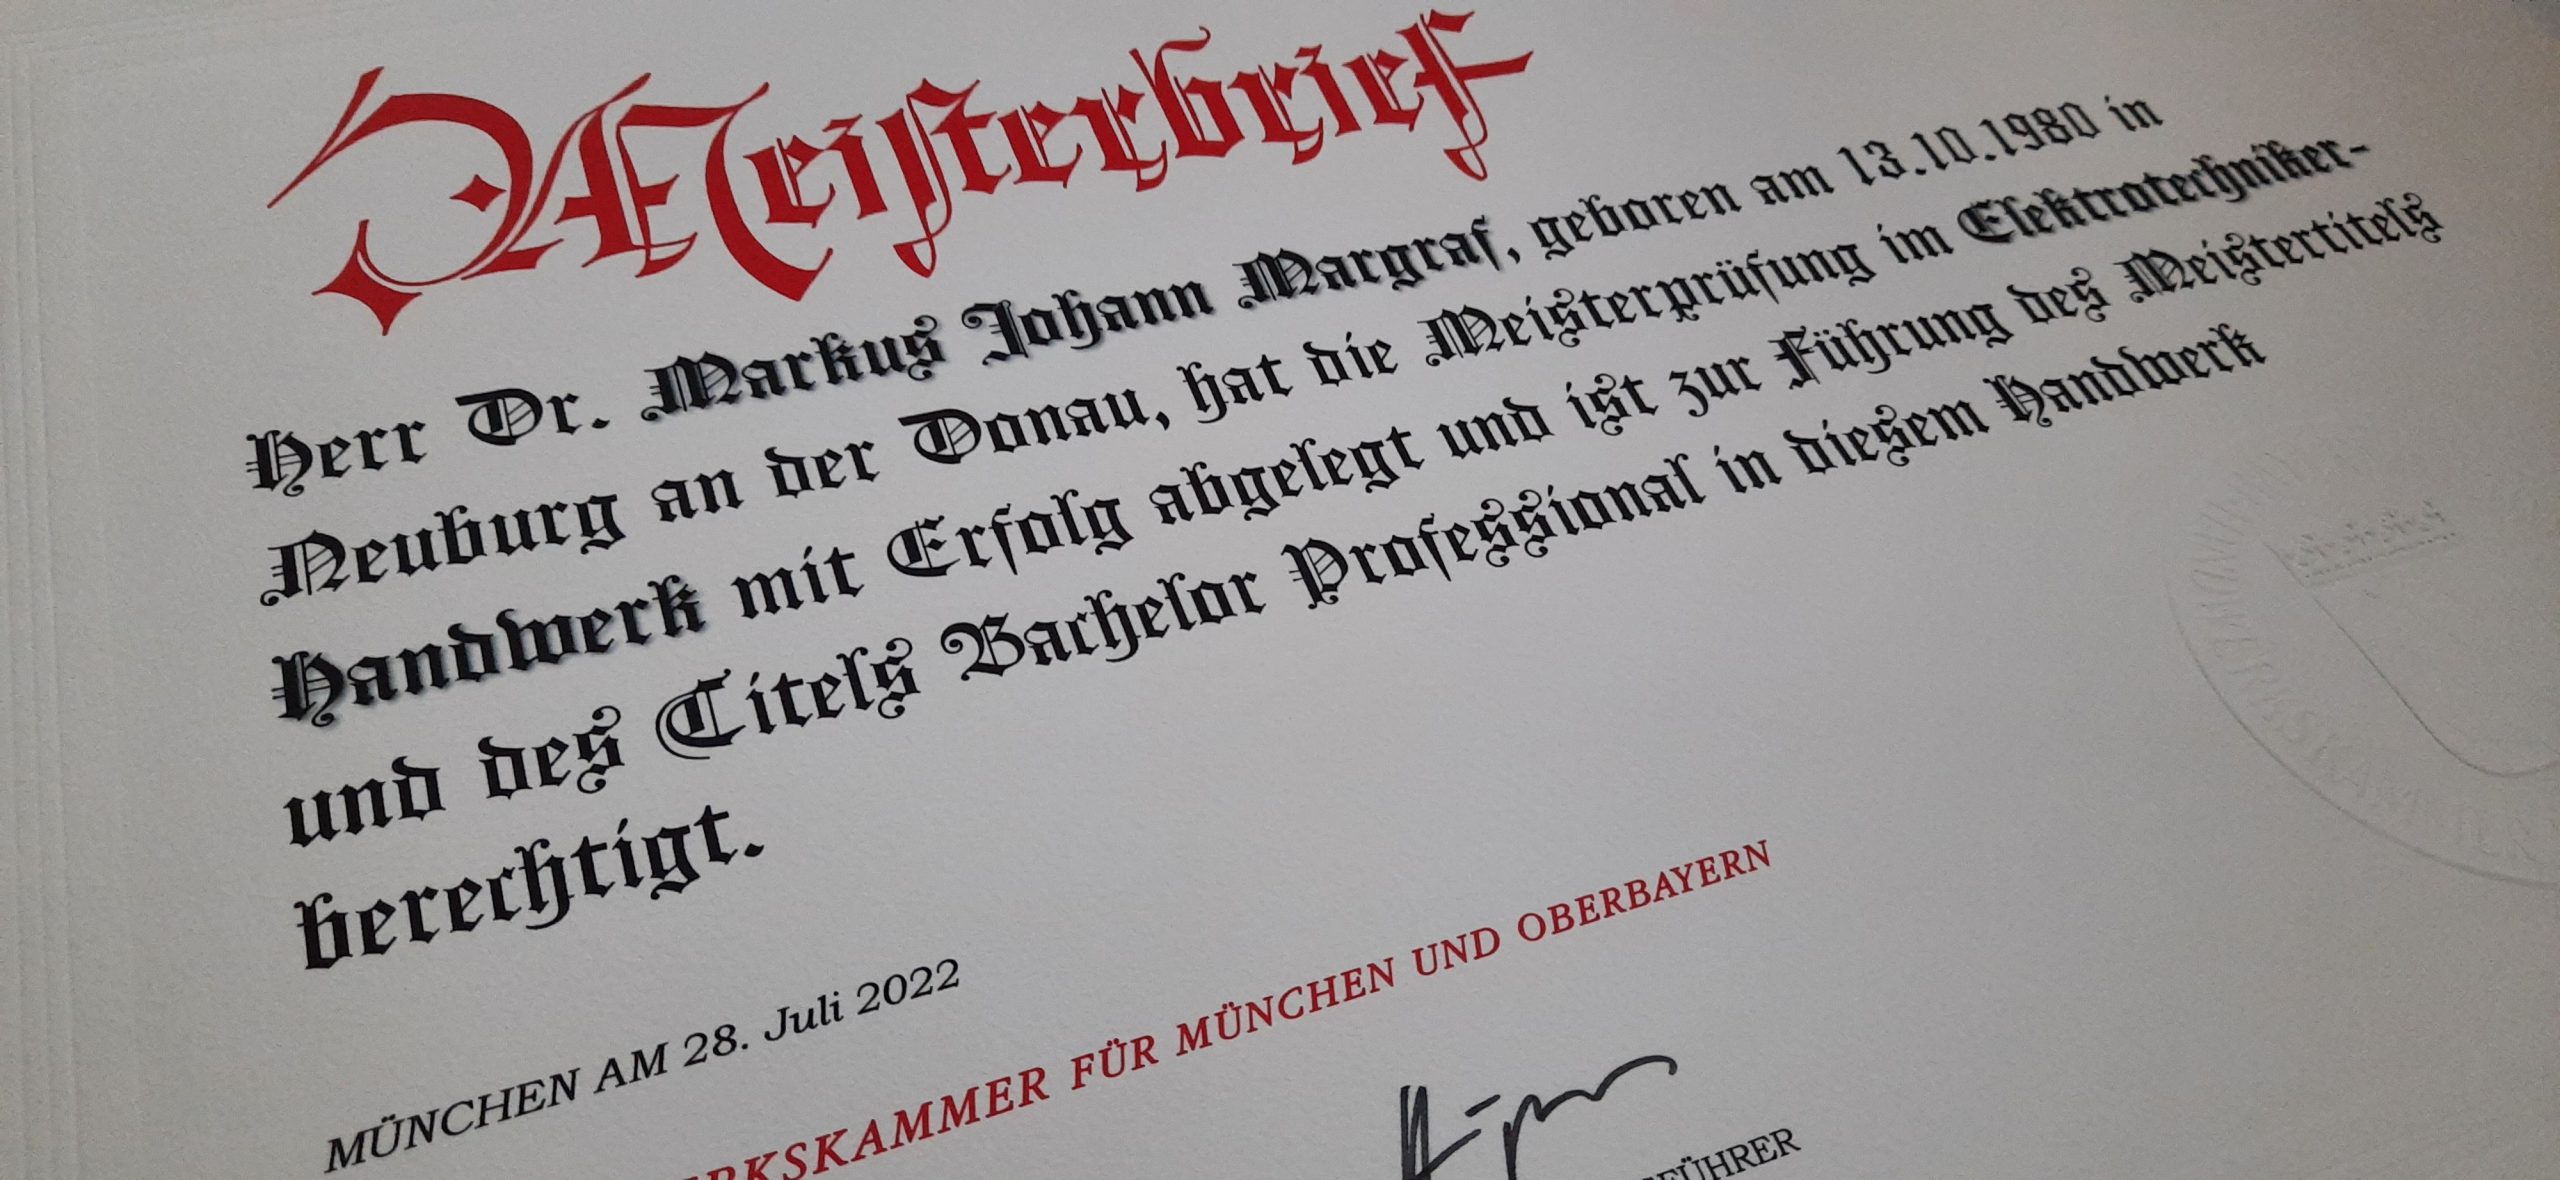 Meisterbrief
Herr Dr. Markus Johann Margraf, geboren am 13.10.1980 in
Neuburg an der Donau, hat die Meisterprüfung im Elektrotechniker-
Handwerk mit Erfolg abgelegt und ist zur Führung des Meistertitels
und des Titels Bachelor Professional in diesem Handwerk
berechtigt.
MÜNCHEN AM 28. Juli 2022
RKSKAMMER FÜR MÜNCHEN UND OBERBAYERN
FÜHRER